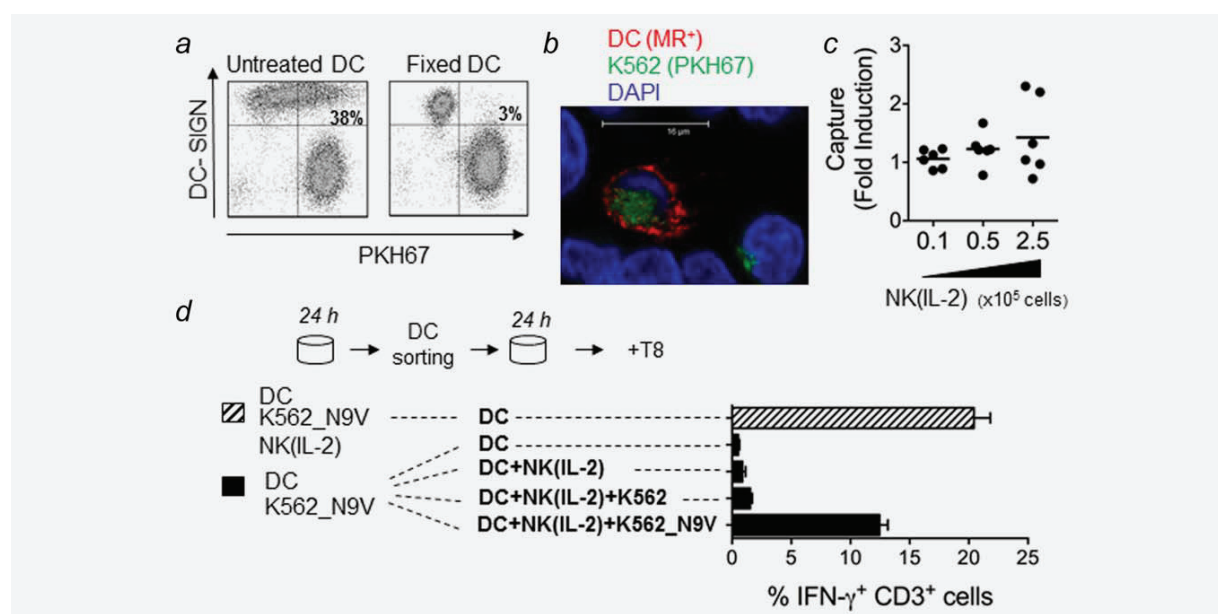 a
Untreated DC
Fixed DC
38%
3%
DC- SIGN
PKH67
b
DC (MR⁺)
K562 (PKH67)
DAPI
16 µm
c
Capture
(Fold Induction)
3
2
1
0
0.1 0.5 2.5
NK(IL-2) (x10⁵ cells)
d
24 h
DC
sorting
24 h
+T8
DC
K562_N9V
NK(IL-2)
DC
K562_N9V
DC
DC
DC+NK(IL-2)
DC+NK(IL-2)+K562
DC+NK(IL-2)+K562_N9V
0 5 10 15 20 25
% IFN-γ⁺ CD3⁺ cells